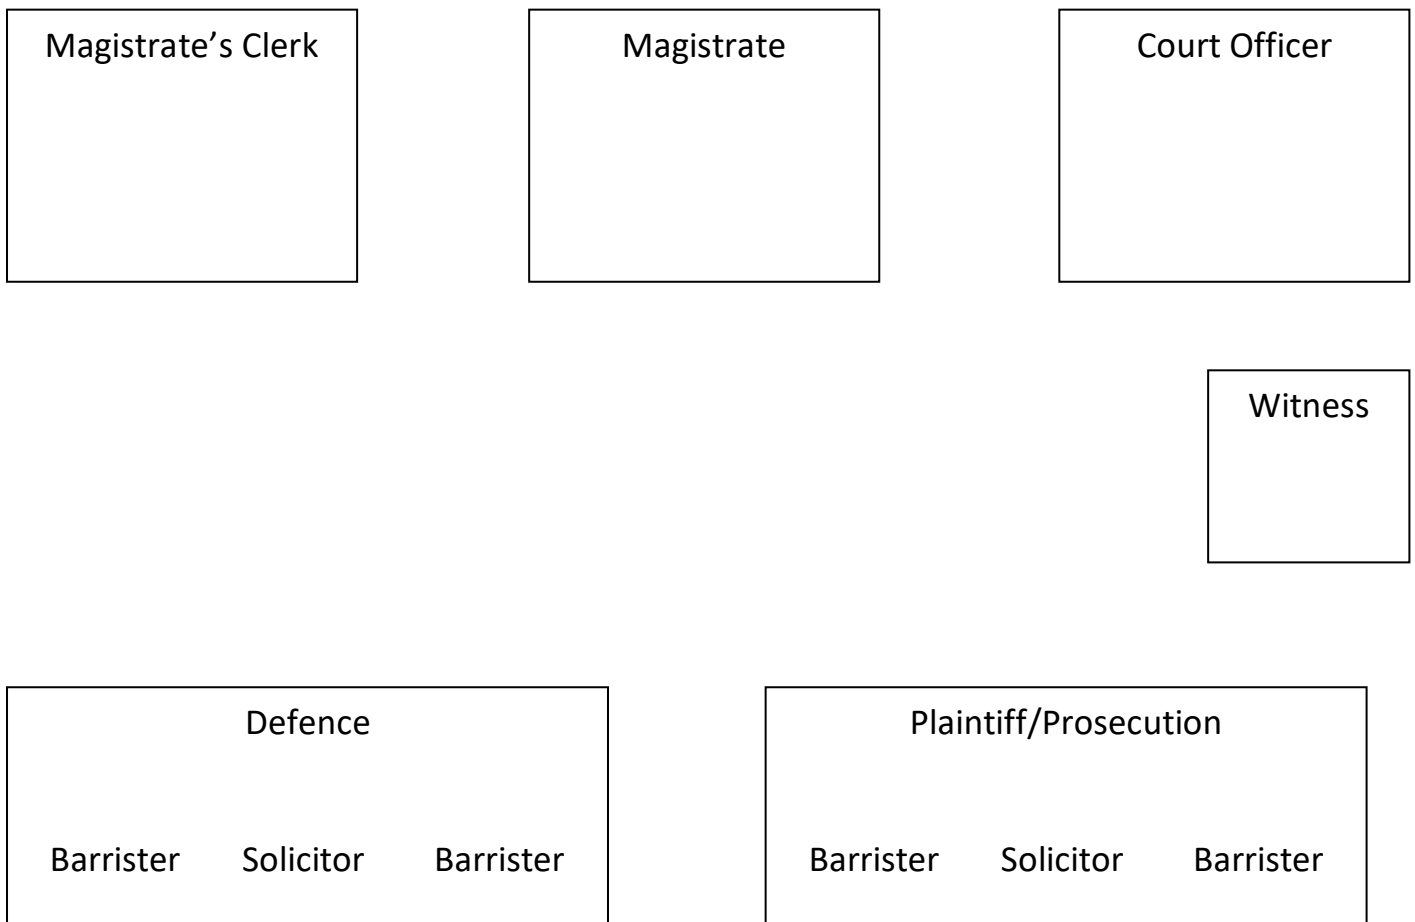 Magistrate’s Clerk
Magistrate
Court Officer
Witness
Defence
Barrister Solicitor Barrister
Plaintiff/Prosecution
Barrister Solicitor Barrister